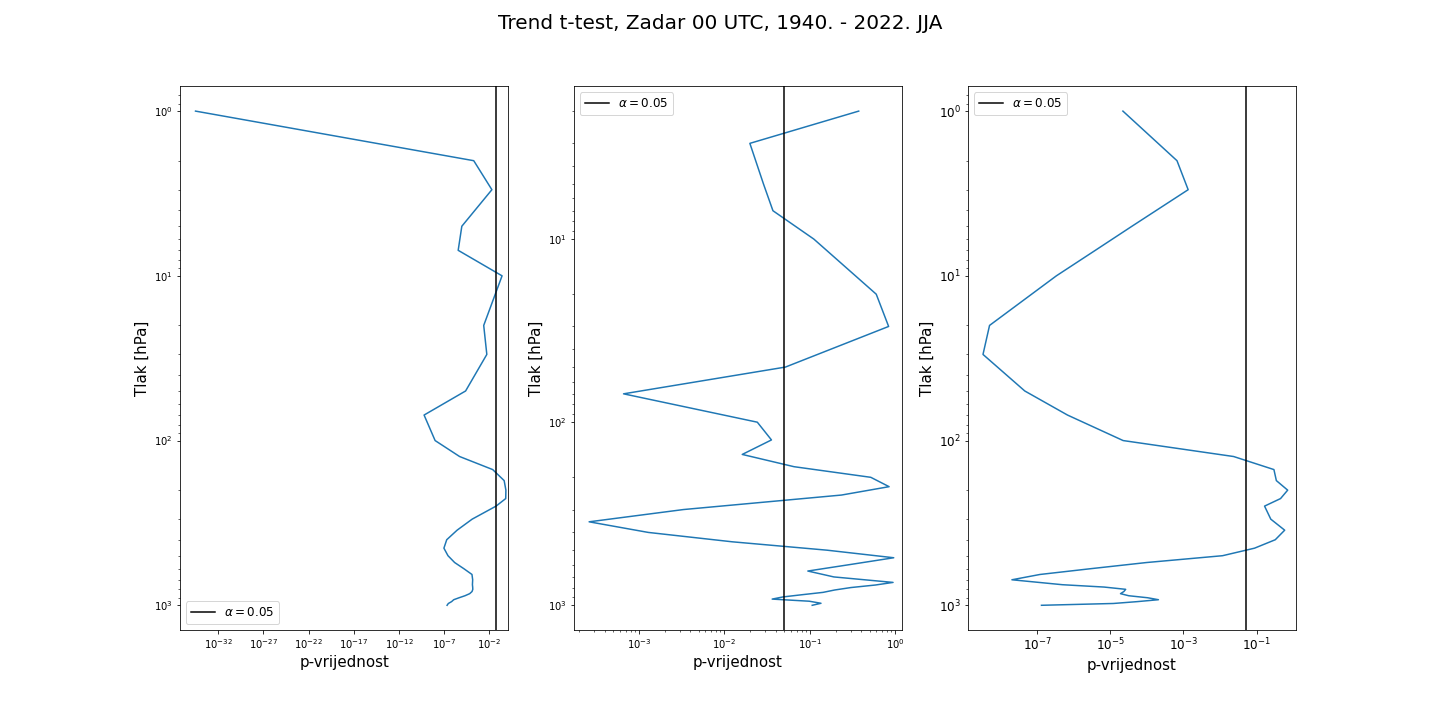 Trend t-test, Zadar 00 UTC, 1940. - 2022. JJA
Tlak [hPa]
10⁰
10¹
10²
10³
α = 0.05
10⁻³²
10⁻²⁷
10⁻²²
10⁻¹⁷
10⁻¹²
10⁻⁷
10⁻²
p-vrijednost
α = 0.05
Tlak [hPa]
10¹
10²
10³
10⁻³
10⁻²
10⁻¹
10⁰
p-vrijednost
α = 0.05
Tlak [hPa]
10⁰
10¹
10²
10³
10⁻⁷
10⁻⁵
10⁻³
10⁻¹
p-vrijednost